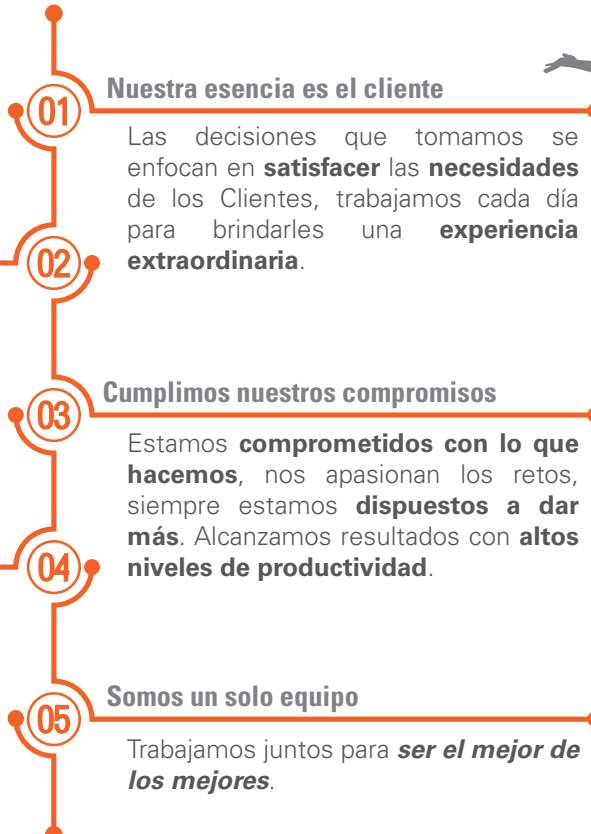 01
Nuestra esencia es el cliente
Las decisiones que tomamos se
enfocan en satisfacer las necesidades
de los Clientes, trabajamos cada día
para brindarles una experiencia
extraordinaria.
02
03
Cumplimos nuestros compromisos
Estamos comprometidos con lo que
hacemos, nos apasionan los retos,
siempre estamos dispuestos a dar
más. Alcanzamos resultados con altos
niveles de productividad.
04
05
Somos un solo equipo
Trabajamos juntos para ser el mejor de
los mejores.